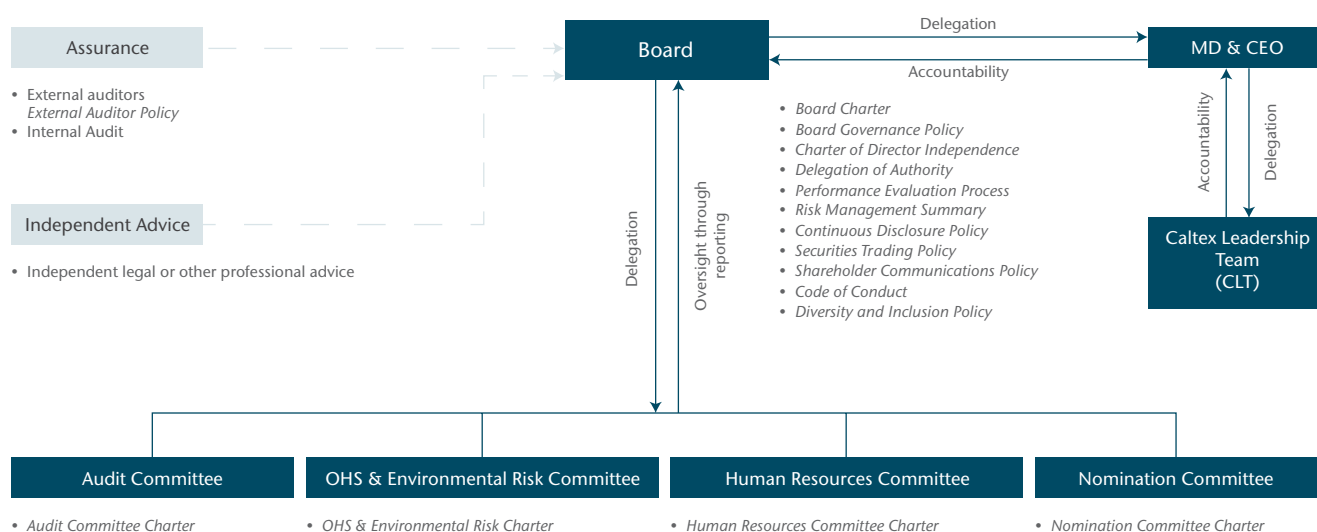 Assurance
• External auditors
External Auditor Policy
• Internal Audit
Independent Advice
• Independent legal or other professional advice
Board
Delegation
Accountability
MD & CEO
• Board Charter
• Board Governance Policy
• Charter of Director Independence
• Delegation of Authority
• Performance Evaluation Process
• Risk Management Summary
• Continuous Disclosure Policy
• Securities Trading Policy
• Shareholder Communications Policy
• Code of Conduct
• Diversity and Inclusion Policy
Accountability
Delegation
Caltex Leadership
Team
(CLT)
Delegation
Oversight through
reporting
Audit Committee
• Audit Committee Charter
OHS & Environmental Risk Committee
• OHS & Environmental Risk Charter
Human Resources Committee
• Human Resources Committee Charter
Nomination Committee
• Nomination Committee Charter